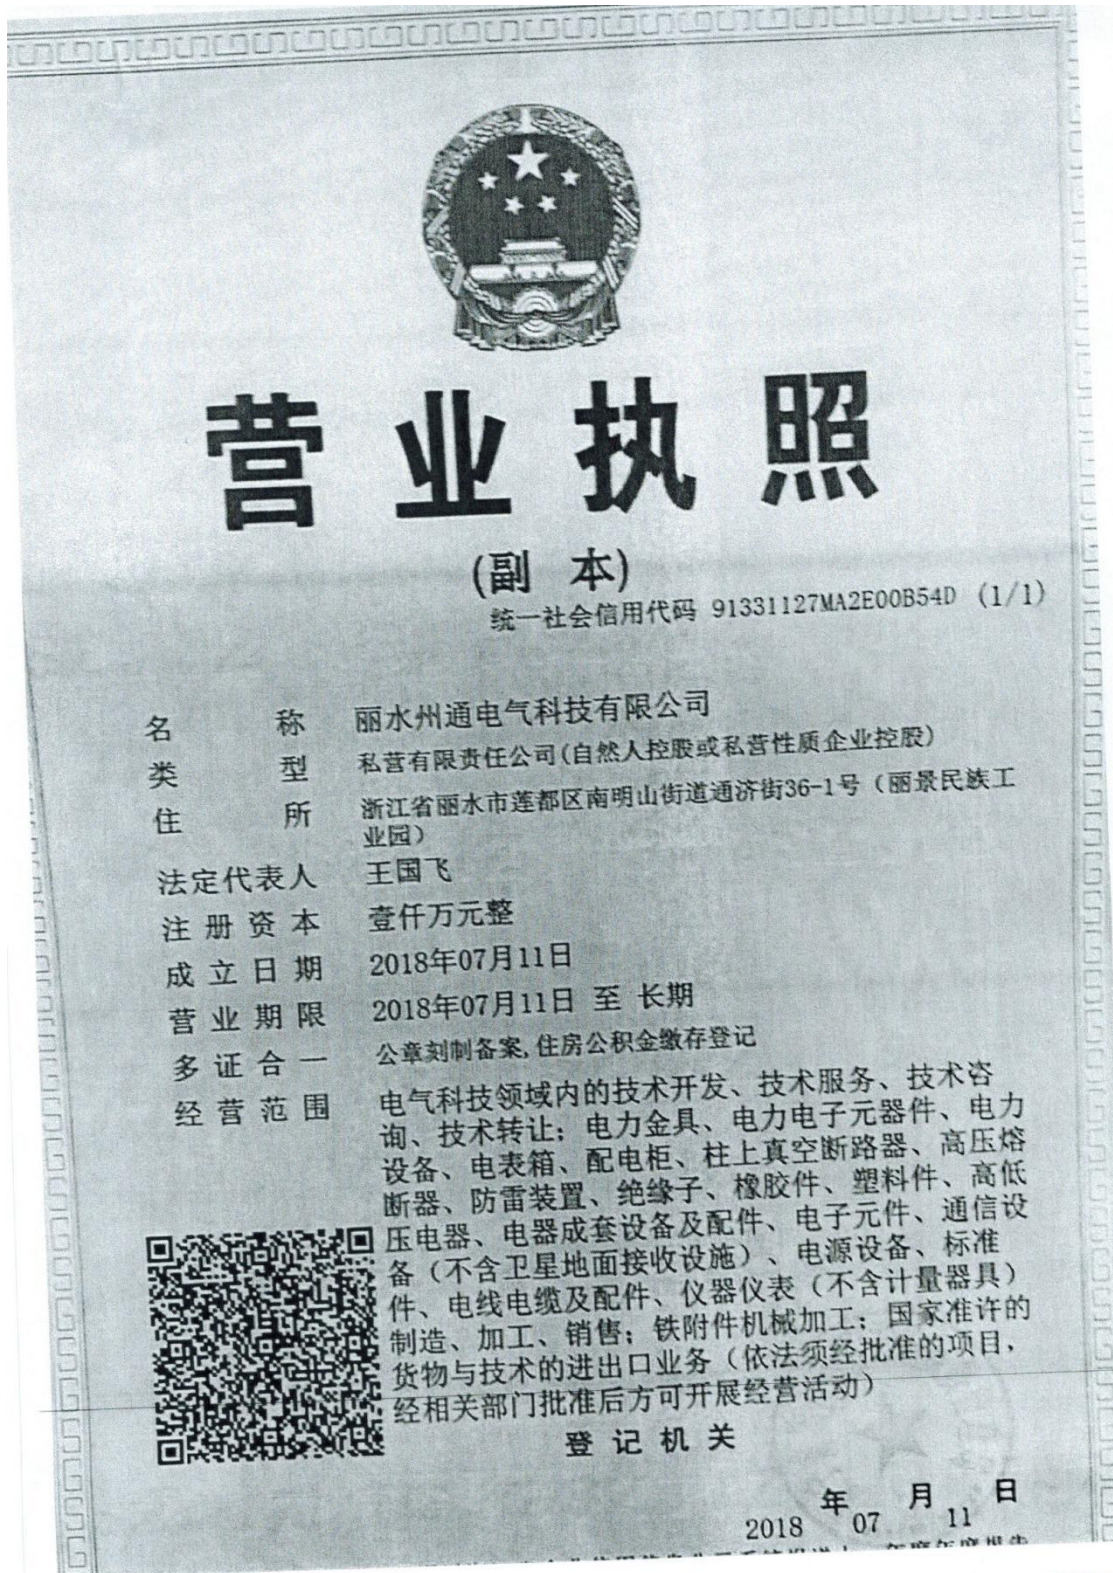 营业执照
(副 本)
统一社会信用代码 91331127MA2E00B54D (1/1)
名 称 丽水州通电气科技有限公司
类 型 私营有限责任公司(自然人控股或私营性质企业控股)
住 所 浙江省丽水市莲都区南明山街道通济街36-1号（丽景民族工
业园）
法定代表人 王国飞
注册资本 壹仟万元整
成立日期 2018年07月11日
营业期限 2018年07月11日 至 长期
多证合一 公章刻制备案,住房公积金缴存登记
经营范围 电气科技领域内的技术开发、技术服务、技术咨
询、技术转让；电力金具、电力电子元器件、电力
设备、电表箱、配电柜、柱上真空断路器、高压熔
断器、防雷装置、绝缘子、橡胶件、塑料件、高低
压电器、电器成套设备及配件、电子元件、通信设
备（不含卫星地面接收设施）、电源设备、标准
件、电线电缆及配件、仪器仪表（不含计量器具）
制造、加工、销售；铁附件机械加工；国家准许的
货物与技术的进出口业务（依法须经批准的项目，
经相关部门批准后方可开展经营活动）
登记机关
2018 年 07 月 11 日